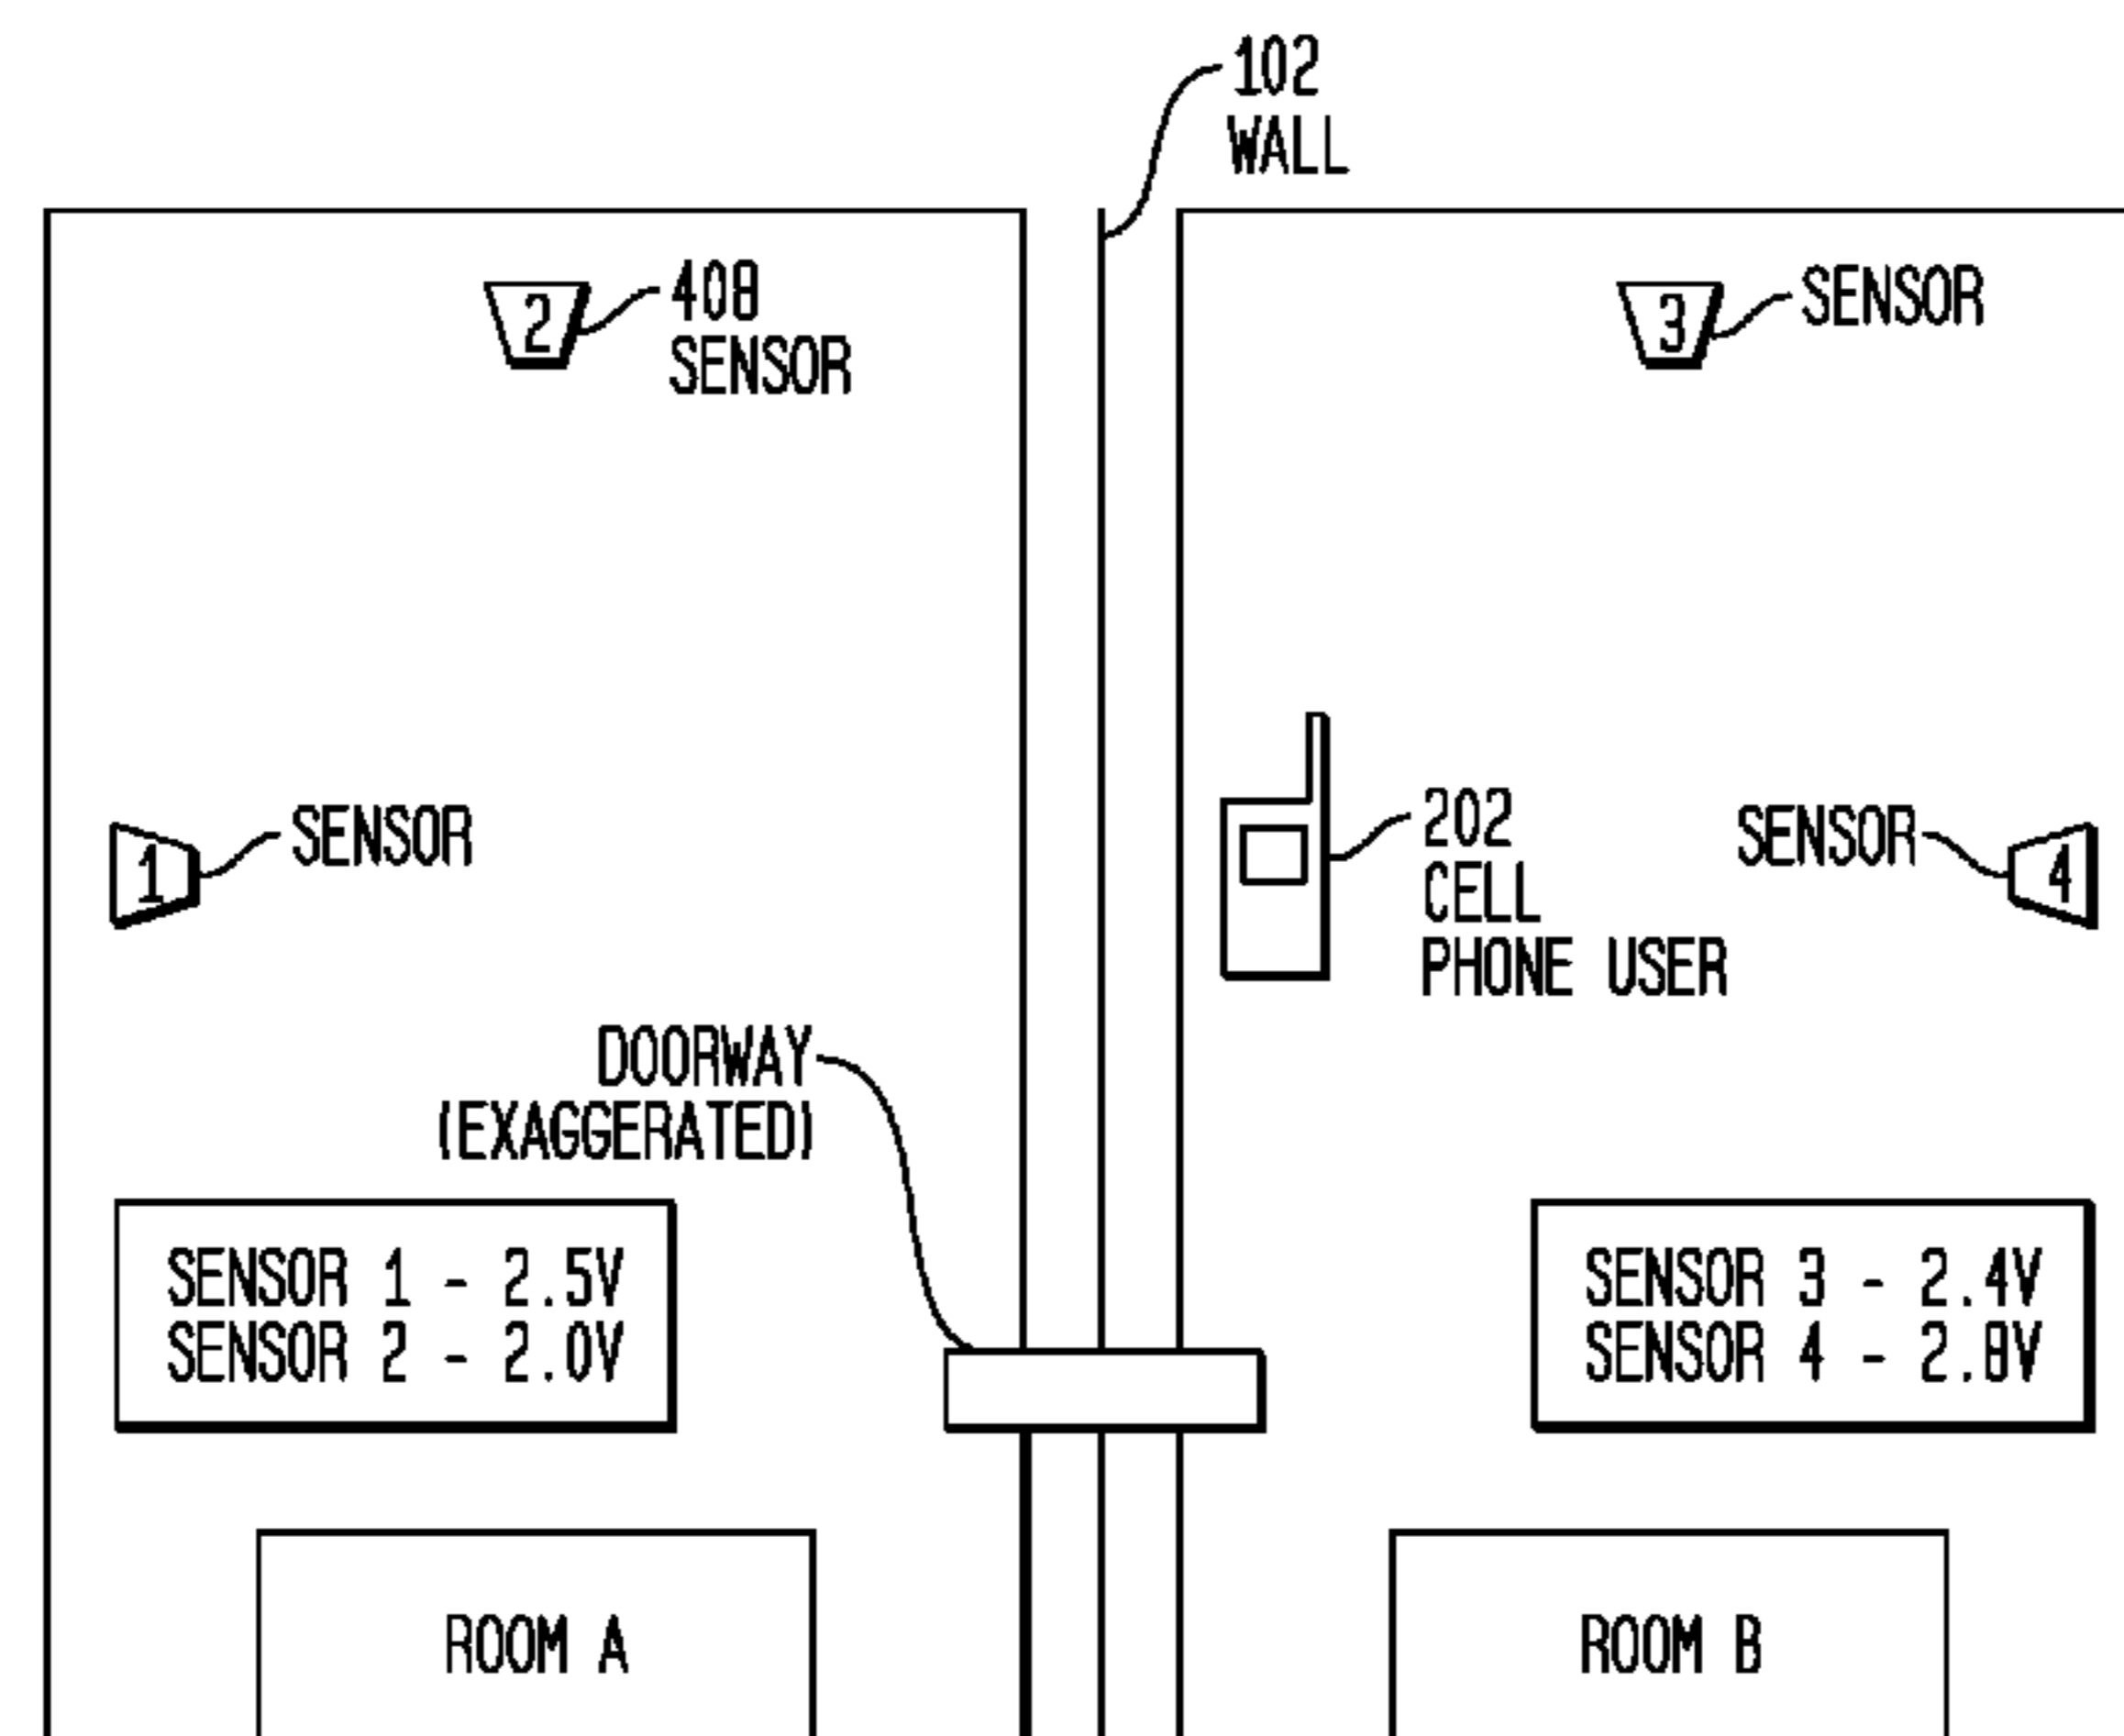 102
WALL
2
408
SENSOR
3
SENSOR
1
SENSOR
202
CELL
PHONE USER
SENSOR
4
DOORWAY
(EXAGGERATED)
SENSOR 1 - 2.5V
SENSOR 2 - 2.0V
SENSOR 3 - 2.4V
SENSOR 4 - 2.8V
ROOM A
ROOM B